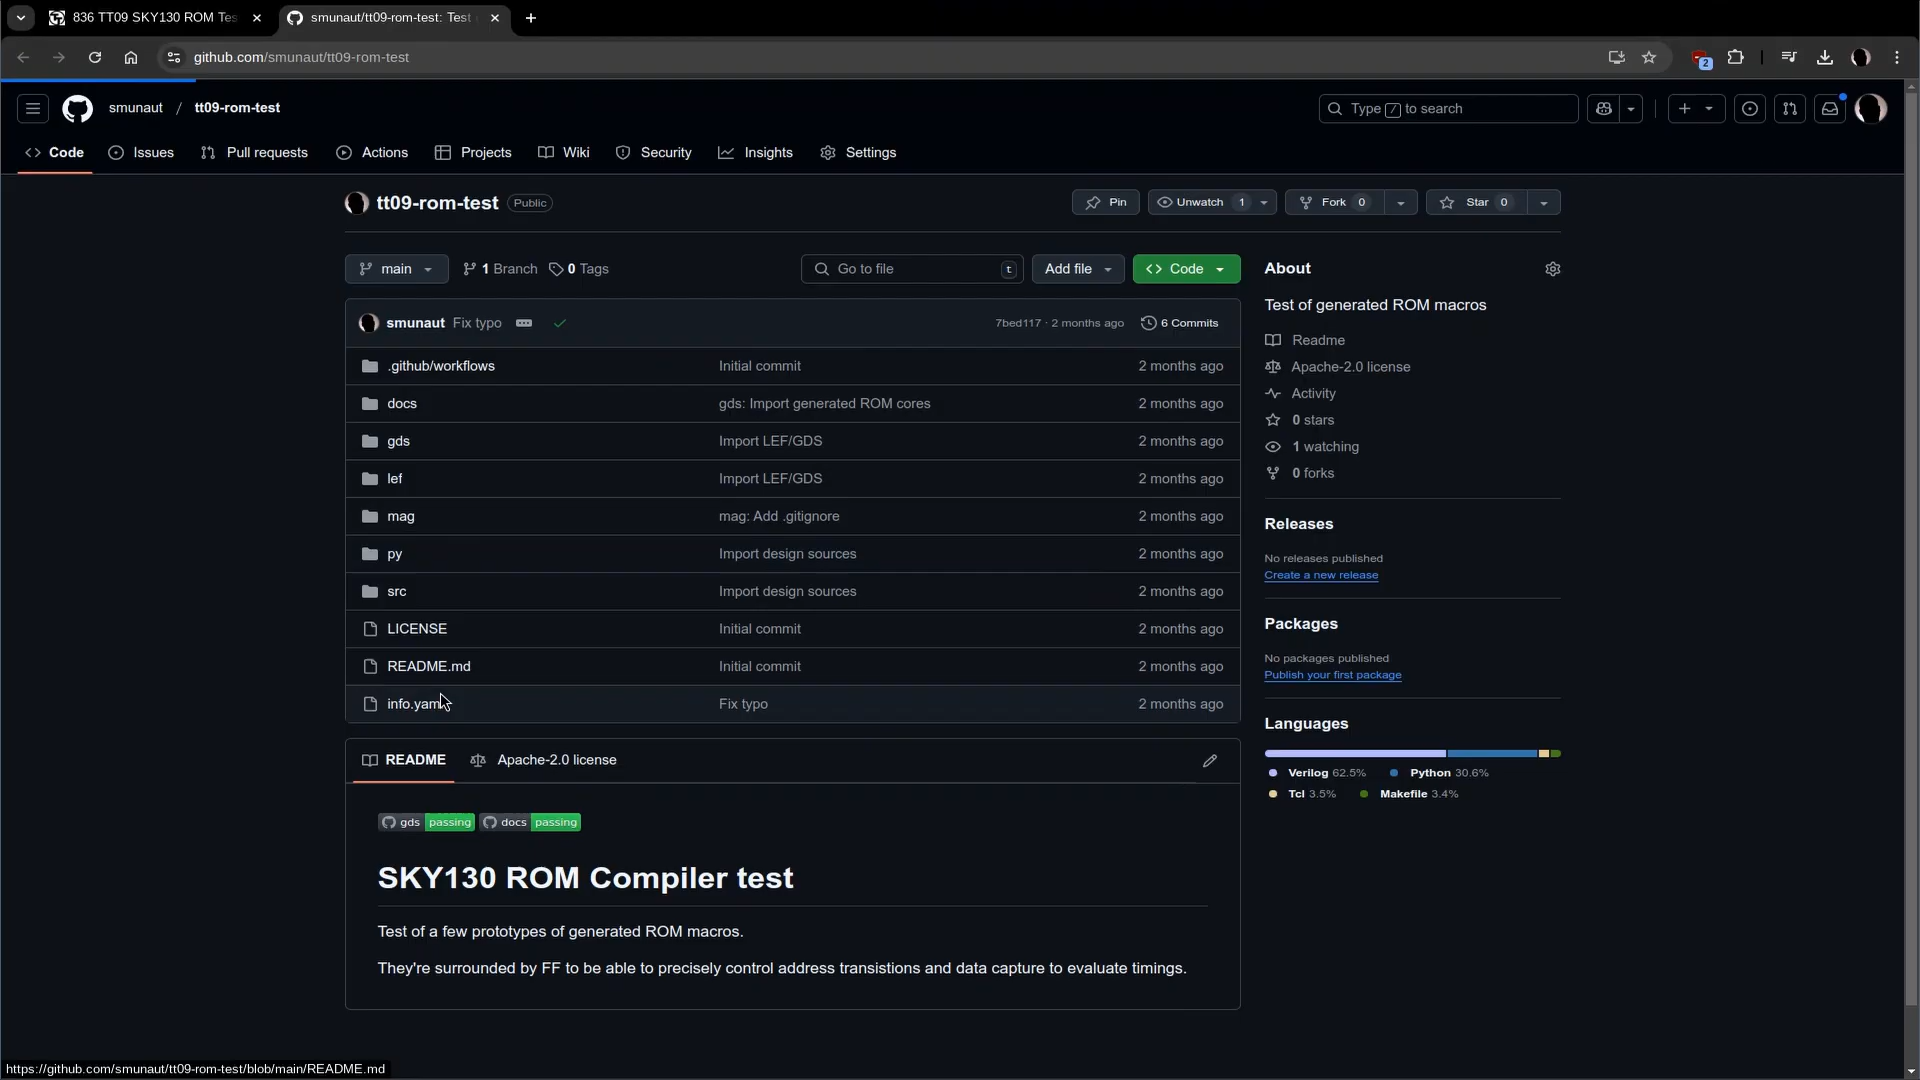 836 TT09 SKY130 ROM Tes
smunaut/tt09-rom-test: Test
github.com/smunaut/tt09-rom-test
2
smunaut / tt09-rom-test
Type / to search
Code Issues Pull requests Actions Projects Wiki Security Insights Settings
tt09-rom-test Public
Pin Unwatch 1 Fork 0 Star 0
main 1 Branch 0 Tags Go to file t Add file Code
smunaut Fix typo 7bed117 · 2 months ago 6 Commits
.github/workflows Initial commit 2 months ago
docs gds: Import generated ROM cores 2 months ago
gds Import LEF/GDS 2 months ago
lef Import LEF/GDS 2 months ago
mag mag: Add .gitignore 2 months ago
py Import design sources 2 months ago
src Import design sources 2 months ago
LICENSE Initial commit 2 months ago
README.md Initial commit 2 months ago
info.yaml Fix typo 2 months ago
README Apache-2.0 license
gds passing docs passing
SKY130 ROM Compiler test
Test of a few prototypes of generated ROM macros.
They're surrounded by FF to be able to precisely control address transistions and data capture to evaluate timings.
About
Test of generated ROM macros
Readme
Apache-2.0 license
Activity
0 stars
1 watching
0 forks
Releases
No releases published
Create a new release
Packages
No packages published
Publish your first package
Languages
Verilog 62.5% Python 30.6%
Tcl 3.5% Makefile 3.4%
https://github.com/smunaut/tt09-rom-test/blob/main/README.md